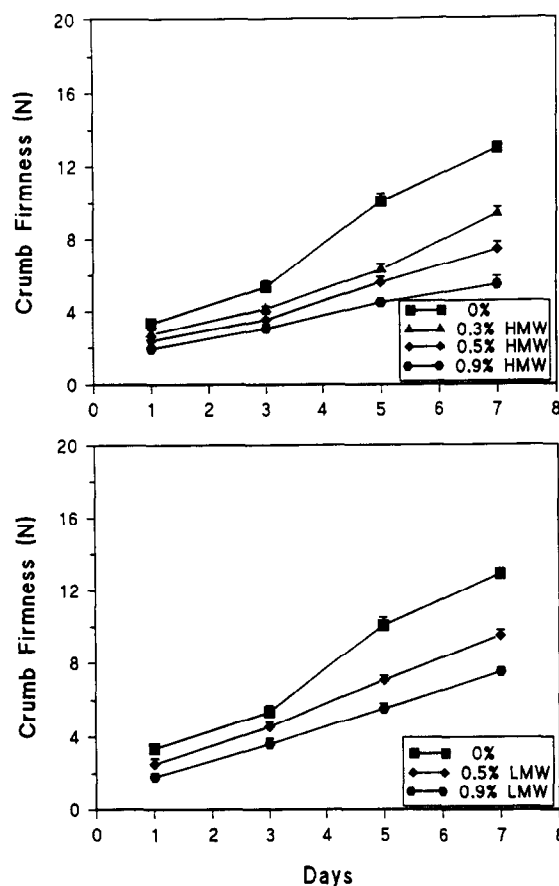 20
16
12
8
4
0
Crumb Firmness (N)
0%
0.3% HMW
0.5% HMW
0.9% HMW
0 1 2 3 4 5 6 7 8
20
16
12
8
4
0
Crumb Firmness (N)
0%
0.5% LMW
0.9% LMW
0 1 2 3 4 5 6 7 8
Days